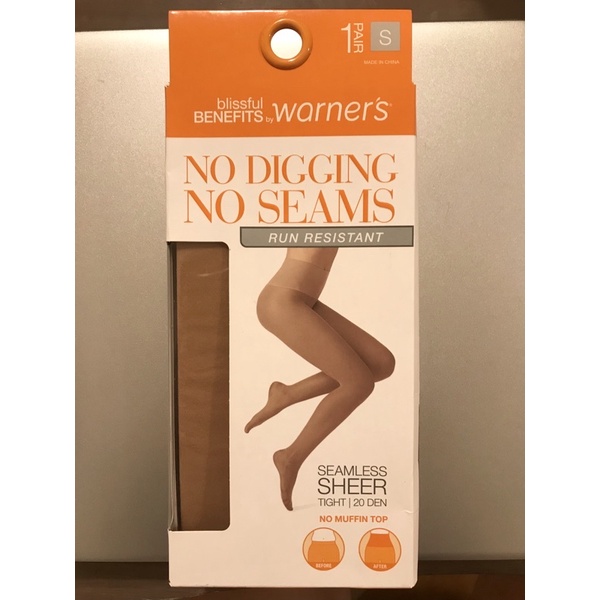 1 PAIR
S
MADE IN CHINA
blissful
BENEFITS by warner's®
NO DIGGING
NO SEAMS
RUN RESISTANT
SEAMLESS
SHEER
TIGHT | 20 DEN
NO MUFFIN TOP
BEFORE
AFTER